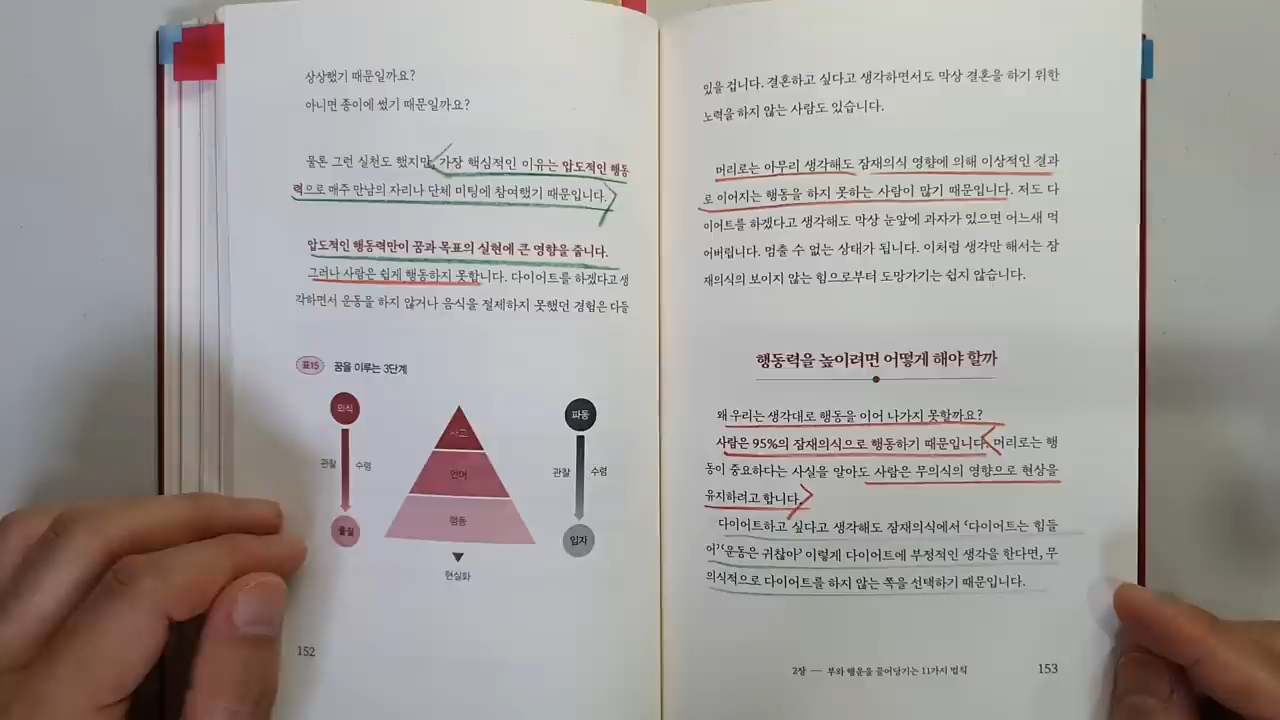 상상했기 때문일까요?
아니면 종이에 썼기 때문일까요?
물론 그런 실천도 했지만, 가장 핵심적인 이유는 압도적인 행동
력으로 매주 만남의 자리나 단체 미팅에 참여했기 때문입니다.
압도적인 행동력만이 꿈과 목표의 실현에 큰 영향을 줍니다.
그러나 사람은 쉽게 행동하지 못합니다. 다이어트를 하겠다고 생
각하면서 운동을 하지 않거나 음식을 절제하지 못했던 경험은 다들
표15 꿈을 이루는 3단계
의식
관찰 수렴
물질
사고
언어
행동
현실화
파동
관찰 수렴
입자
152
있을 겁니다. 결혼하고 싶다고 생각하면서도 막상 결혼을 하기 위한
노력을 하지 않는 사람도 있습니다.
머리로는 아무리 생각해도 잠재의식 영향에 의해 이상적인 결과
로 이어지는 행동을 하지 못하는 사람이 많기 때문입니다. 저도 다
이어트를 하겠다고 생각해도 막상 눈앞에 과자가 있으면 어느새 먹
어버립니다. 멈출 수 없는 상태가 됩니다. 이처럼 생각만 해서는 잠
재의식의 보이지 않는 힘으로부터 도망가기는 쉽지 않습니다.
행동력을 높이려면 어떻게 해야 할까
왜 우리는 생각대로 행동을 이어 나가지 못할까요?
사람은 95%의 잠재의식으로 행동하기 때문입니다. 머리로는 행
동이 중요하다는 사실을 알아도 사람은 무의식의 영향으로 현상을
유지하려고 합니다.
다이어트하고 싶다고 생각해도 잠재의식에서 ‘다이어트는 힘들
어’ ‘운동은 귀찮아’ 이렇게 다이어트에 부정적인 생각을 한다면, 무
의식적으로 다이어트를 하지 않는 쪽을 선택하기 때문입니다.
2장 — 부와 행운을 끌어당기는 11가지 법칙 153